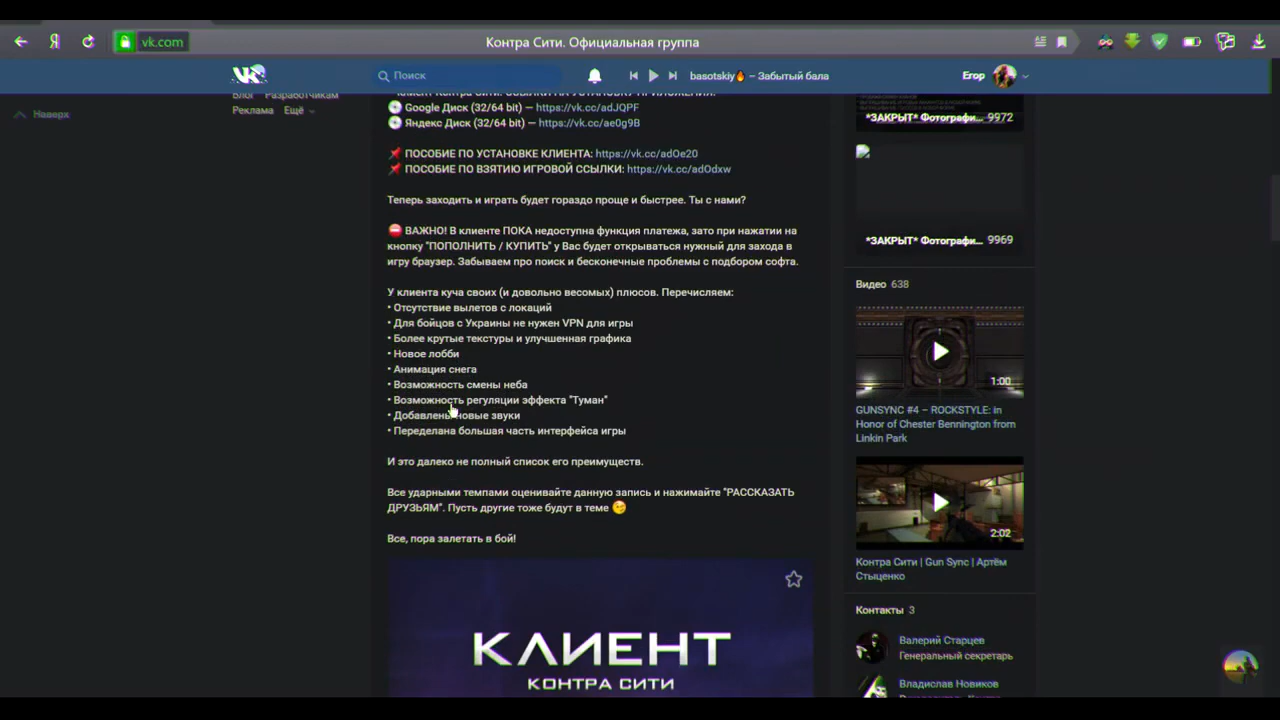 vk.com
Контра Сити. Официальная группа
Поиск
basotskiy🔥 – Забытый бала
Егор
Блог Разработчикам
Реклама Ещё
Наверх
Google Диск (32/64 bit) — https://vk.cc/adJQPF
Яндекс Диск (32/64 bit) — https://vk.cc/ae0g9B
📌 ПОСОБИЕ ПО УСТАНОВКЕ КЛИЕНТА: https://vk.cc/adOe20
📌 ПОСОБИЕ ПО ВЗЯТИЮ ИГРОВОЙ ССЫЛКИ: https://vk.cc/adOdxw
Теперь заходить и играть будет гораздо проще и быстрее. Ты с нами?
⛔ ВАЖНО! В клиенте ПОКА недоступна функция платежа, зато при нажатии на
кнопку "ПОПОЛНИТЬ / КУПИТЬ" у Вас будет открываться нужный для захода в
игру браузер. Забываем про поиск и бесконечные проблемы с подбором софта.
У клиента куча своих (и довольно весомых) плюсов. Перечисляем:
• Отсутствие вылетов с локаций
• Для бойцов с Украины не нужен VPN для игры
• Более крутые текстуры и улучшенная графика
• Новое лобби
• Анимация снега
• Возможность смены неба
• Возможность регуляции эффекта "Туман"
• Добавлены новые звуки
• Переделана большая часть интерфейса игры
И это далеко не полный список его преимуществ.
Все ударными темпами оценивайте данную запись и нажимайте "РАССКАЗАТЬ
ДРУЗЬЯМ". Пусть другие тоже будут в теме 😉
Все, пора залетать в бой!
КЛИЕНТ
КОНТРА СИТИ
*ЗАКРЫТ* Фотографи... 9972
*ЗАКРЫТ* Фотографи... 9969
Видео 638
1:00
GUNSYNC #4 – ROCKSTYLE: in
Honor of Chester Bennington from
Linkin Park
2:02
Контра Сити | Gun Sync | Артём
Стыценко
Контакты 3
Валерий Старцев
Генеральный секретарь
Владислав Новиков